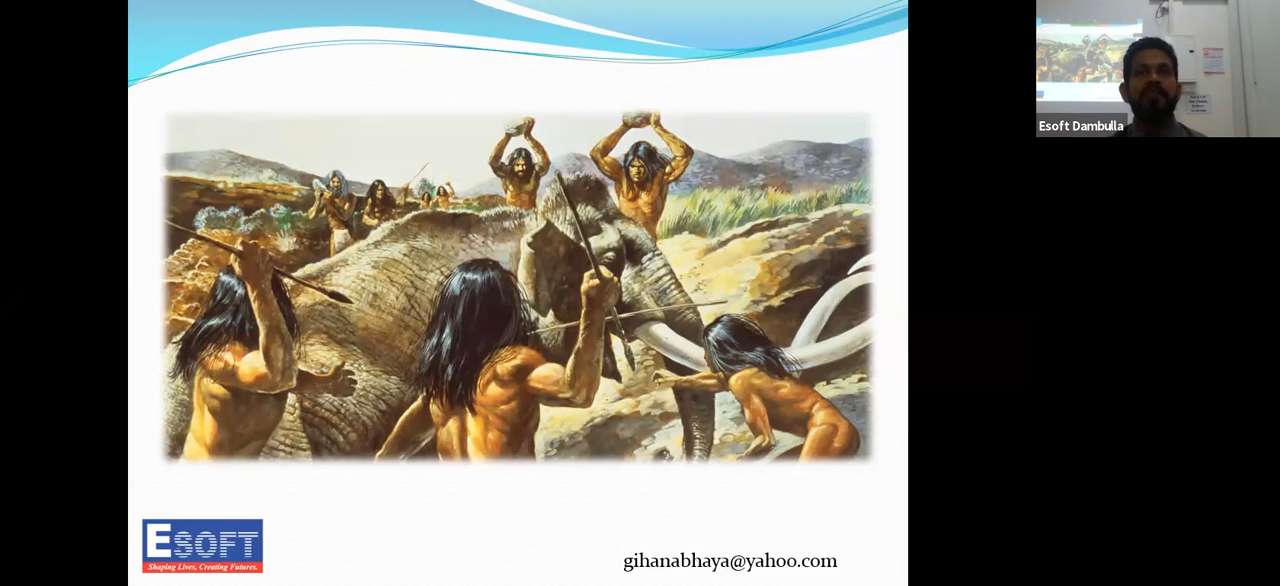 Esoft Dambulla
ESOFT
Shaping Lives, Creating Futures.
gihanabhaya@yahoo.com